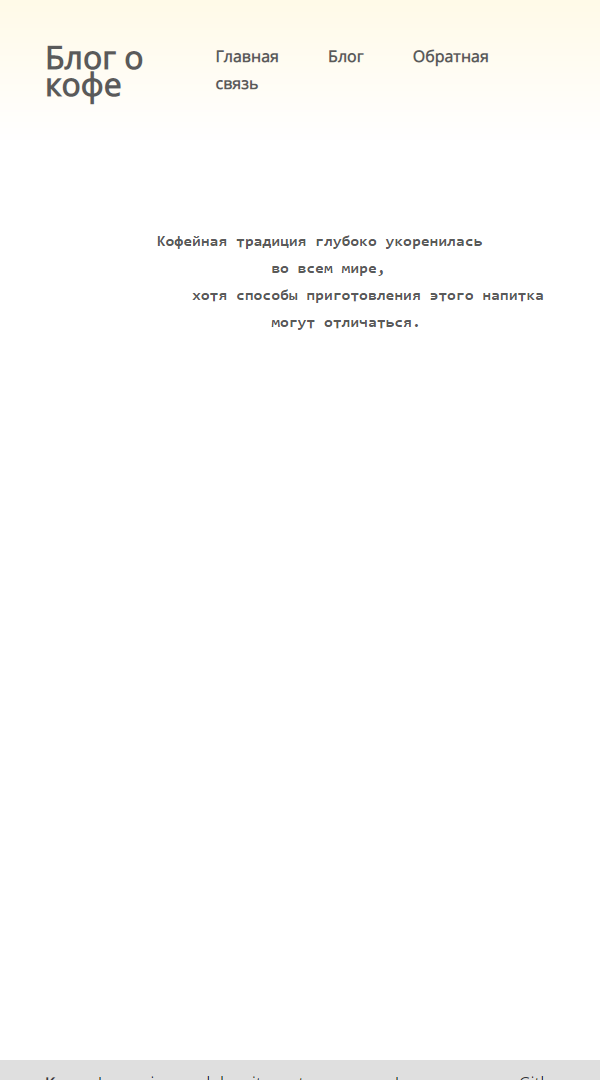 Блог о
кофе
Главная Блог Обратная
связь
Кофейная традиция глубоко укоренилась
во всем мире,
хотя способы приготовления этого напитка
могут отличаться.